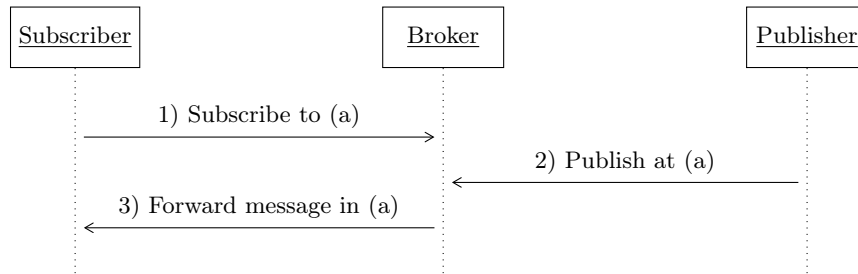 Subscriber
Broker
Publisher
1) Subscribe to (a)
2) Publish at (a)
3) Forward message in (a)